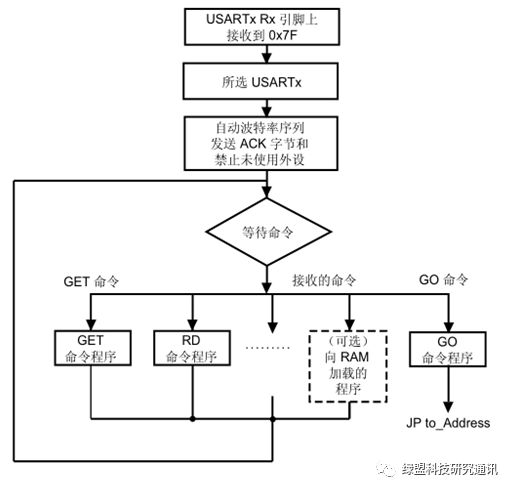 USARTx Rx 引脚上
接收到 0x7F
所选 USARTx
自动波特率序列
发送 ACK 字节和
禁止未使用外设
等待命令
GET 命令
接收的命令
GO 命令
GET
命令程序
RD
命令程序
.........
（可选）
向 RAM
加载的
程序
GO
命令程序
JP to_Address
绿盟科技研究通讯